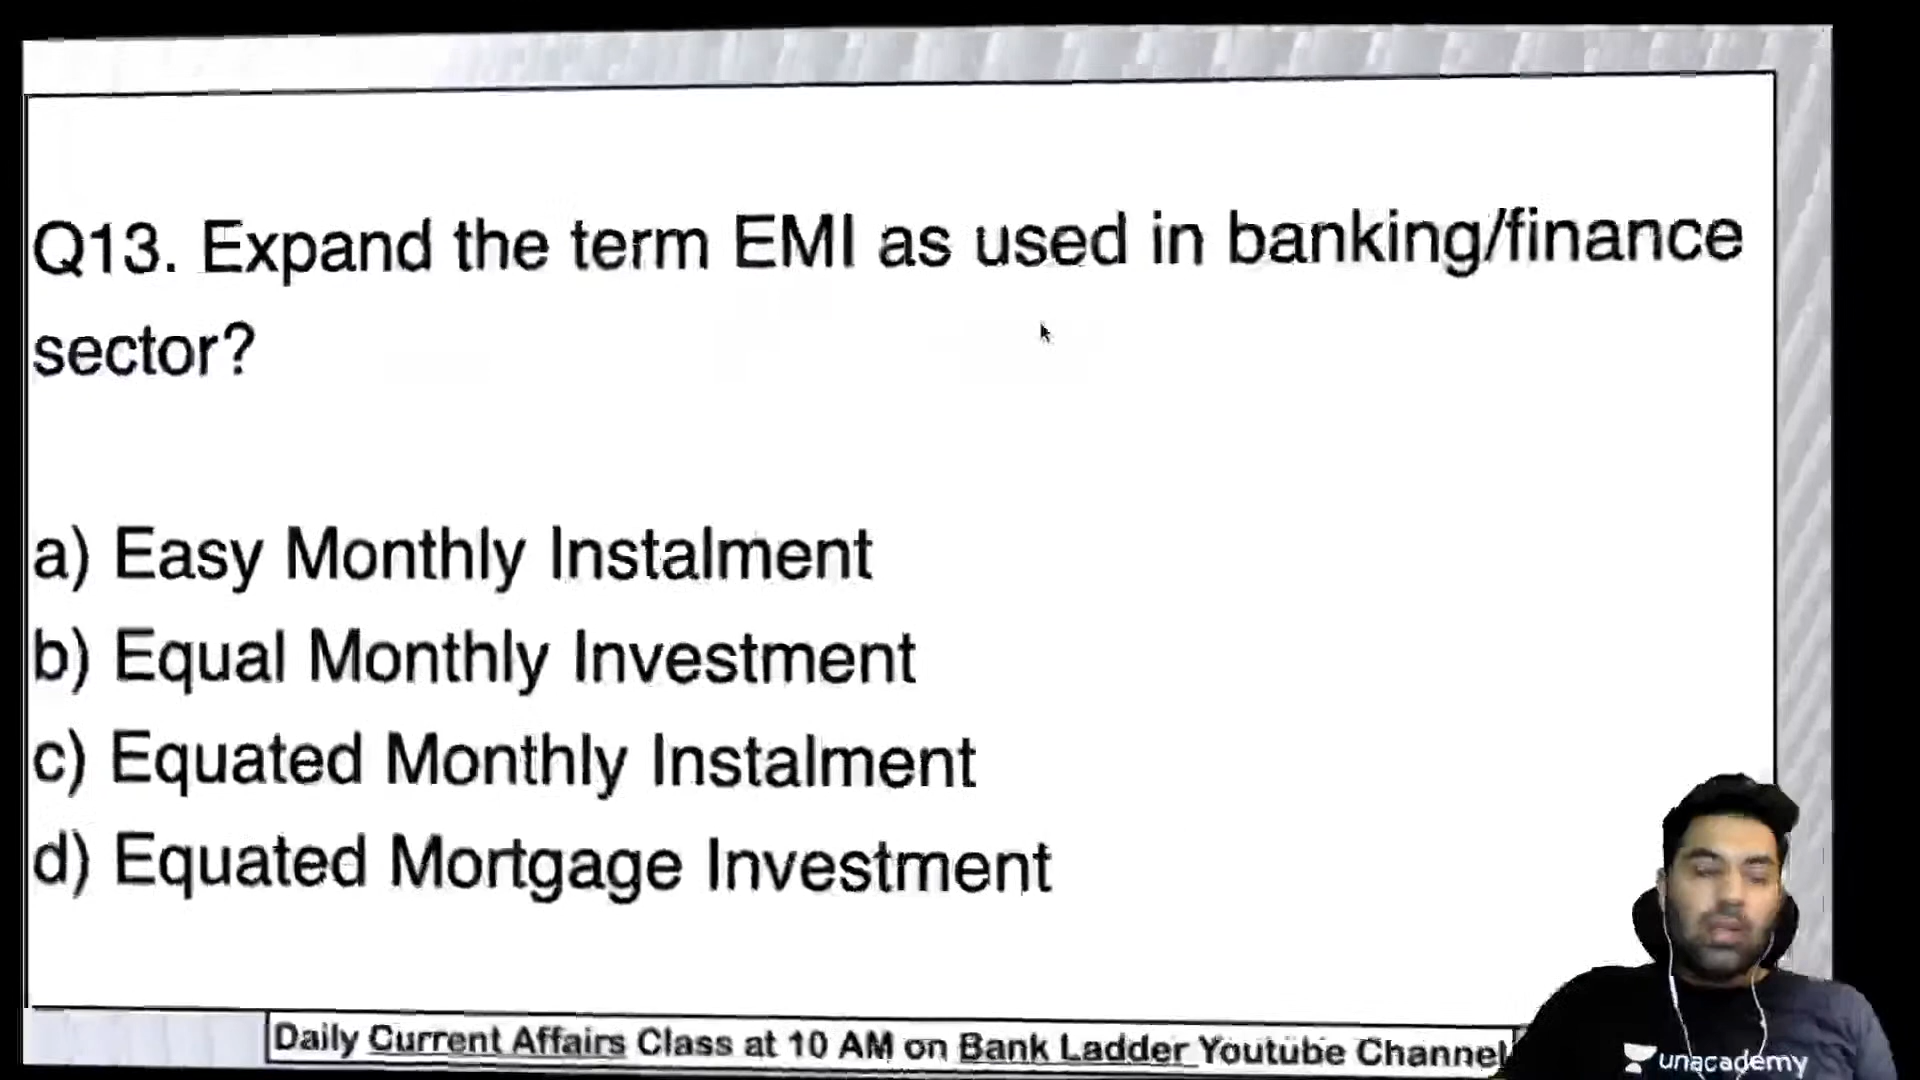 Q13. Expand the term EMI as used in banking/finance
sector?
a) Easy Monthly Instalment
b) Equal Monthly Investment
c) Equated Monthly Instalment
d) Equated Mortgage Investment
Daily Current Affairs Class at 10 AM on Bank Ladder Youtube Channel
unacademy